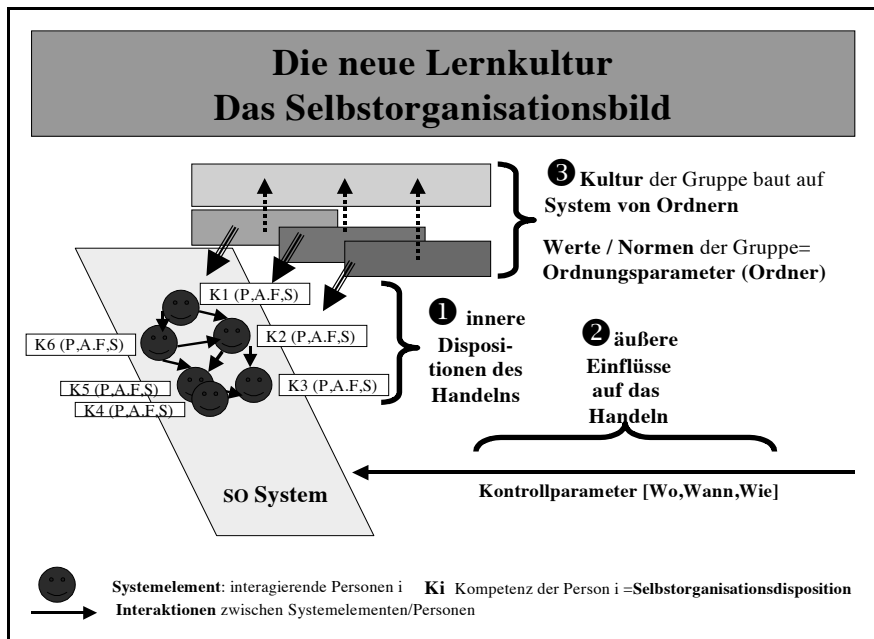 Die neue Lernkultur
Das Selbstorganisationsbild
❸ Kultur der Gruppe baut auf
System von Ordnern
Werte / Normen der Gruppe=
Ordnungsparameter (Ordner)
K1 (P,A.F,S)
K2 (P,A.F,S)
K6 (P,A.F,S)
K3 (P,A.F,S)
K5 (P,A.F,S)
K4 (P,A.F,S)
❶ innere
Disposi-
tionen des
Handelns
❷ äußere
Einflüsse
auf das
Handeln
SO System
Kontrollparameter [Wo,Wann,Wie]
Systemelement: interagierende Personen i Ki Kompetenz der Person i =Selbstorganisationsdisposition
Interaktionen zwischen Systemelementen/Personen